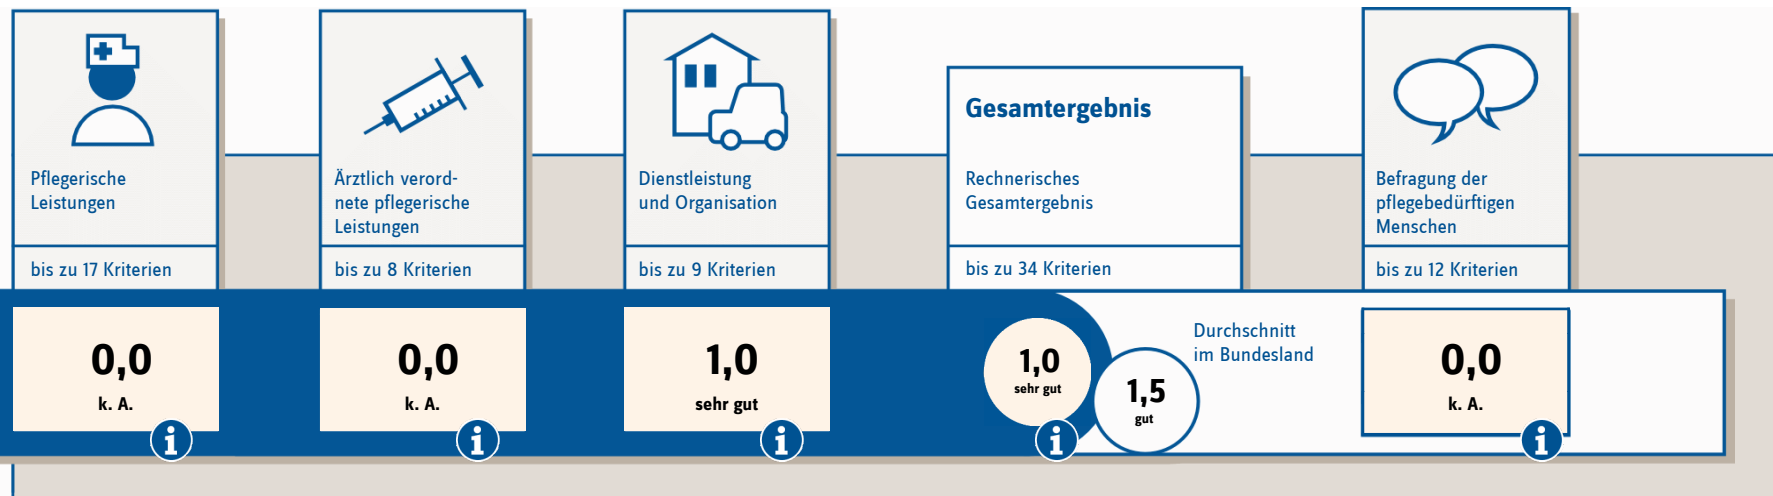 Pflegerische
Leistungen
bis zu 17 Kriterien
0,0
k. A.
i
Ärztlich verord-
nete pflegerische
Leistungen
bis zu 8 Kriterien
0,0
k. A.
i
Dienstleistung
und Organisation
bis zu 9 Kriterien
1,0
sehr gut
i
Gesamtergebnis
Rechnerisches
Gesamtergebnis
bis zu 34 Kriterien
1,0
sehr gut
i
1,5
gut
Durchschnitt
im Bundesland
Befragung der
pflegebedürftigen
Menschen
bis zu 12 Kriterien
0,0
k. A.
i